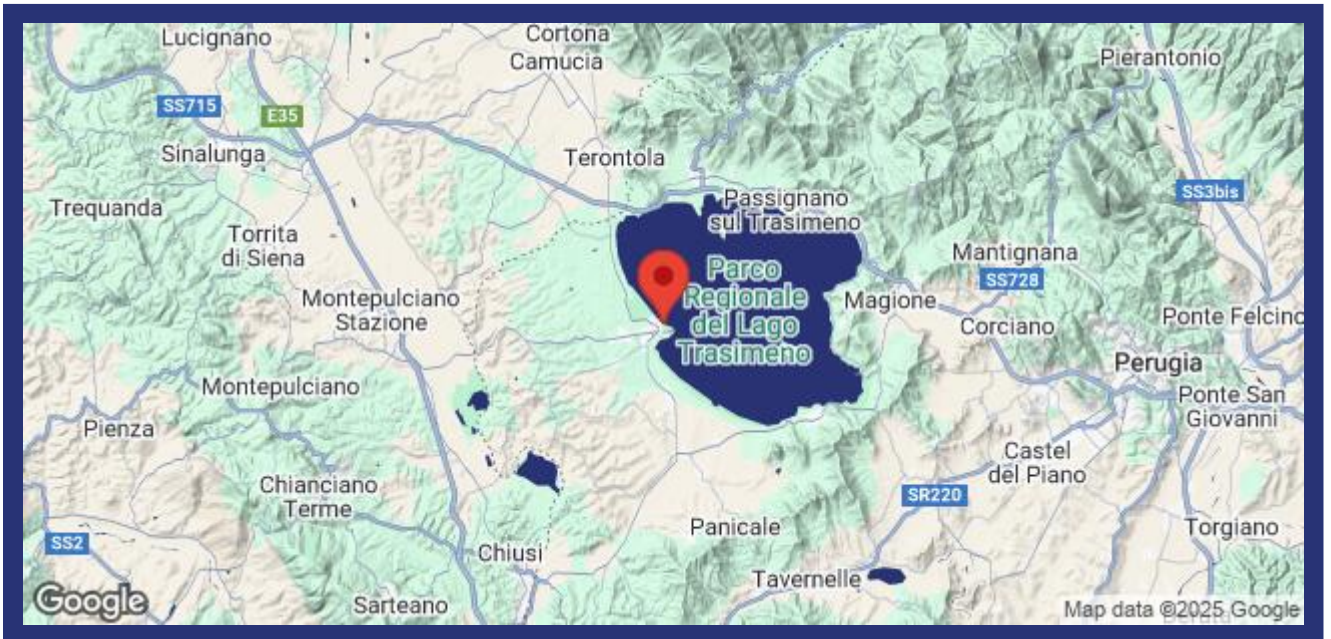 Lucignano
Cortona
Camucia
Pierantonio
SS715
E35
Sinalunga
Terontola
SS3bis
Trequanda
Passignano
sul Trasimeno
Torrita
di Siena
Mantignana
SS728
Parco
Regionale
del Lago
Trasimeno
Montepulciano
Stazione
Magione
Corciano
Ponte Felcino
Perugia
Montepulciano
Ponte San
Giovanni
Pienza
Castel
del Piano
Chianciano
Terme
SR220
Panicale
Torgiano
SS2
Chiusi
Tavernelle
Google
Sarteano
Map data ©2025 Google